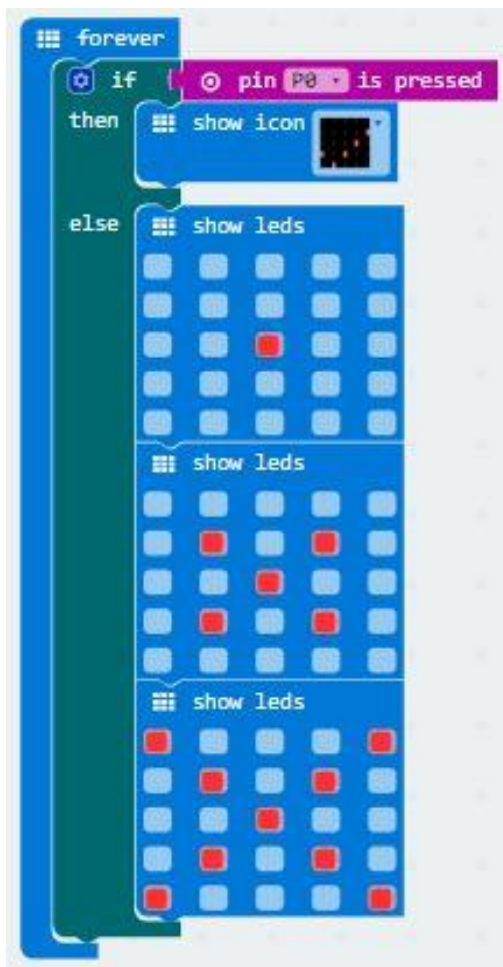 forever
if pin P0 is pressed
then show icon
else show leds
show leds
show leds